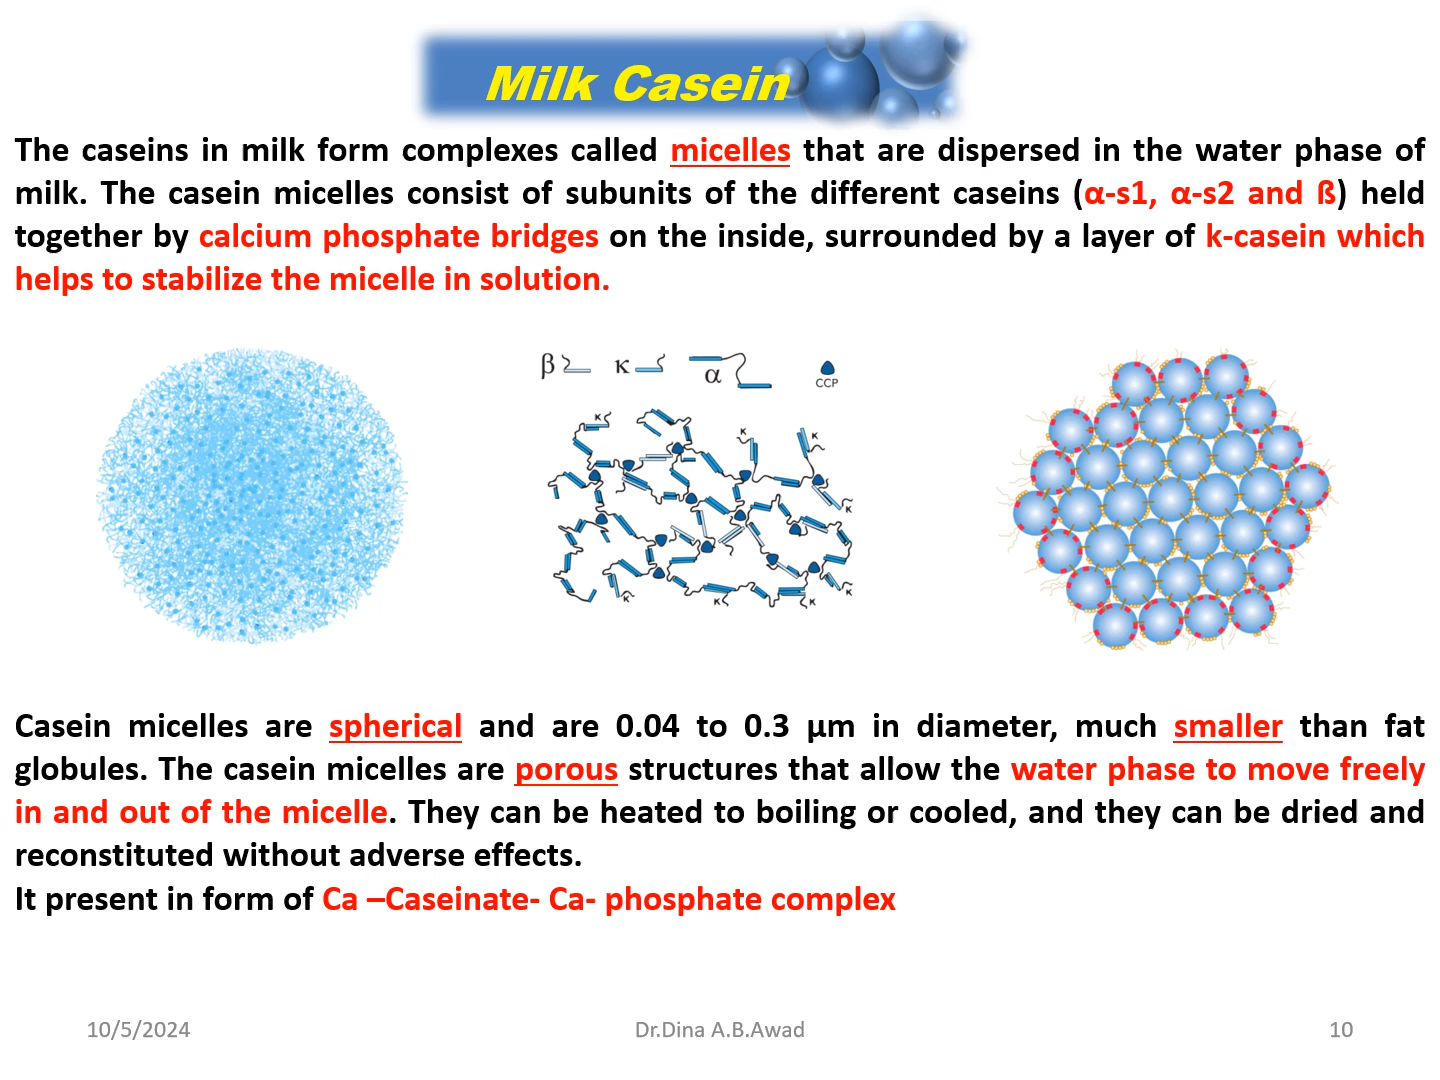 Milk Casein
The caseins in milk form complexes called micelles that are dispersed in the water phase of
milk. The casein micelles consist of subunits of the different caseins (α-s1, α-s2 and ß) held
together by calcium phosphate bridges on the inside, surrounded by a layer of k-casein which
helps to stabilize the micelle in solution.
β κ α CCP
κ
κ
κ
κ
κ
κ
κ
κ
Casein micelles are spherical and are 0.04 to 0.3 µm in diameter, much smaller than fat
globules. The casein micelles are porous structures that allow the water phase to move freely
in and out of the micelle. They can be heated to boiling or cooled, and they can be dried and
reconstituted without adverse effects.
It present in form of Ca –Caseinate- Ca- phosphate complex
10/5/2024 Dr.Dina A.B.Awad 10